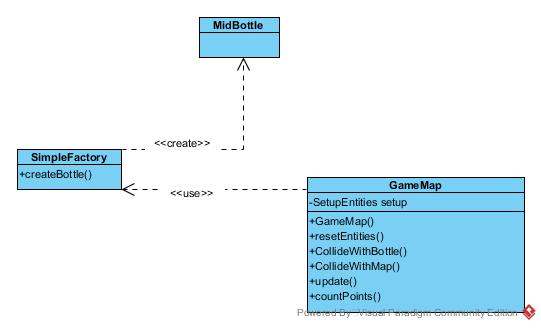 MidBottle
<<create>>
SimpleFactory
+createBottle()
<<use>>
GameMap
-SetupEntities setup
+GameMap()
+resetEntities()
+CollideWithBottle()
+CollideWithMap()
+update()
+countPoints()
Powered By Visual Paradigm Community Edition